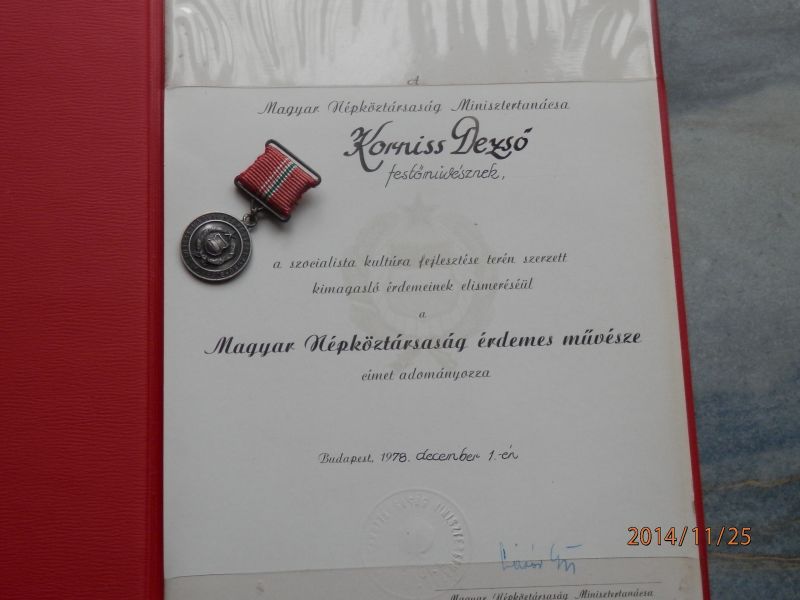 A
Magyar Népköztársaság Minisztertanácsa
Korniss Dezső
festőművésznek,
a szocialista kultúra fejlesztése terén szerzett
kimagasló érdemeinek elismeréséül
a
Magyar Népköztársaság érdemes művésze
címet adományozza
Budapest, 1978. december 1.-én
Magyar Népköztársaság Minisztertanácsa
2014/11/25